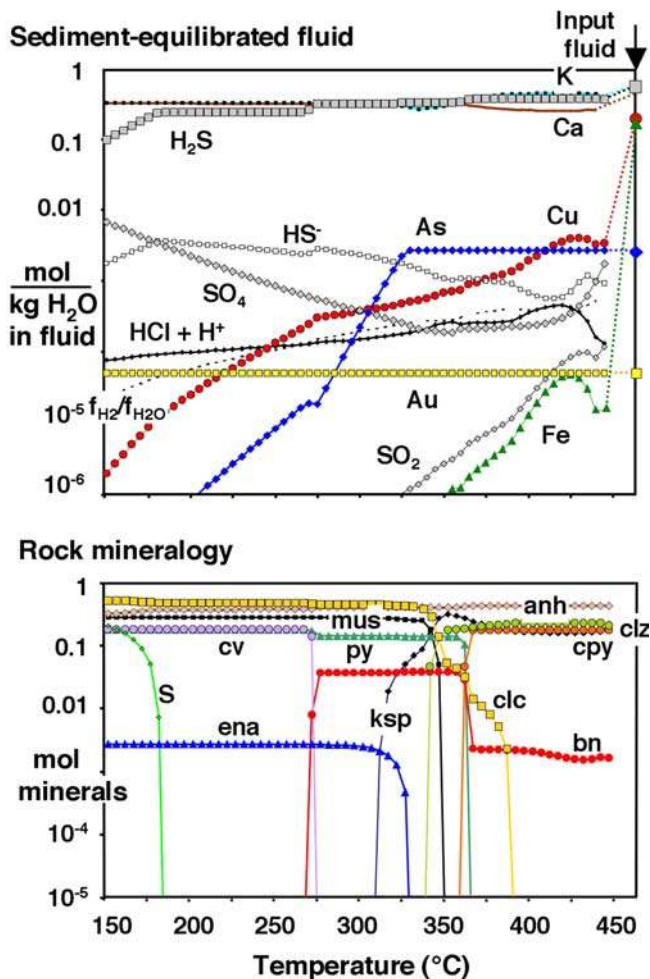 Input
Sediment-equilibrated fluid fluid
1 K
Ca
H₂S
0.1
0.01
As Cu
HS⁻
mol
kg H₂O
in fluid
SO₄
HCl + H⁺
Au
10⁻⁵
fH2/fH2O
SO₂ Fe
10⁻⁶
Rock mineralogy
1
anh
mus clz
0.1
cv py cpy
S
ksp clc
0.01
ena bn
mol
minerals
10⁻⁴
10⁻⁵
150 200 250 300 350 400 450
Temperature (°C)